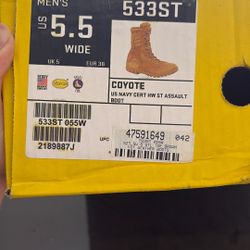 MEN'S
533ST
US
5.5
WIDE
UK 5
EUR 38
COYOTE
US NAVY CERT HW ST ASSAULT
BOOT
533ST 055W
2189887J
UPC
47591649
042